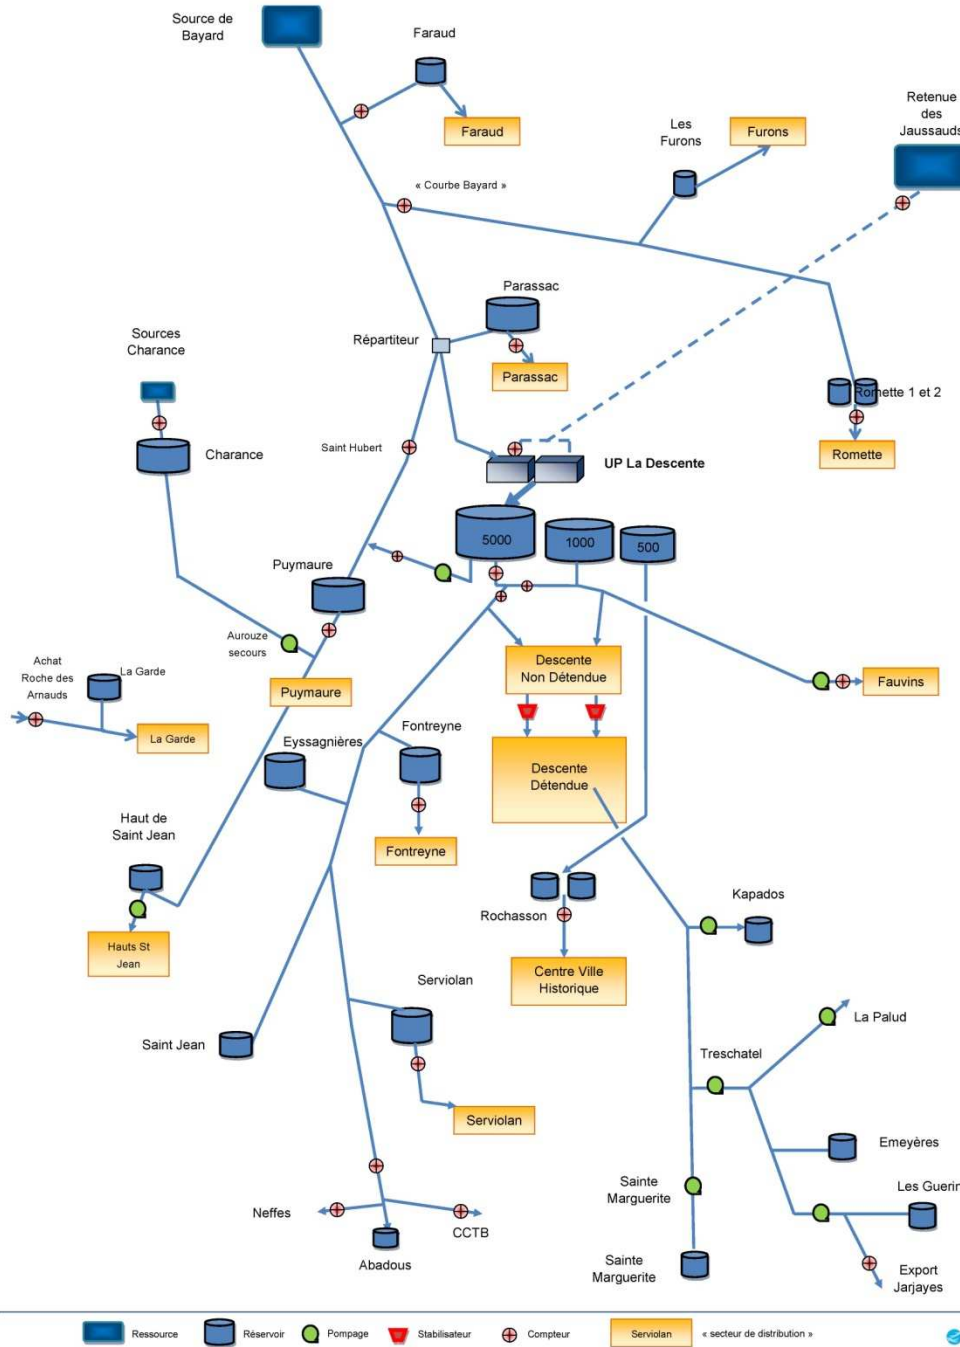 Source de
Bayard
Faraud
Faraud
Retenue
des
Jaussauds
Les
Furons
Furons
« Courbe Bayard »
Parassac
Répartiteur
Parassac
Sources
Charance
Charance
Saint Hubert
Romette 1 et 2
Romette
UP La Descente
5000
1000
500
Puymaure
Aurouze
secours
Achat
Roche des
Arnauds
La Garde
La Garde
Puymaure
Descente
Non Détendue
Fauvins
Eyssagnières
Fontreyne
Descente
Détendue
Haut de
Saint Jean
Fontreyne
Hauts St
Jean
Rochasson
Centre Ville
Historique
Kapados
Serviolan
Saint Jean
La Palud
Treschatel
Serviolan
Emeyères
Sainte
Marguerite
Les Guerin
Neffes
CCTB
Abadous
Sainte
Marguerite
Export
Jarjayes
Ressource
Réservoir
Pompage
Stabilisateur
Compteur
Serviolan
« secteur de distribution »